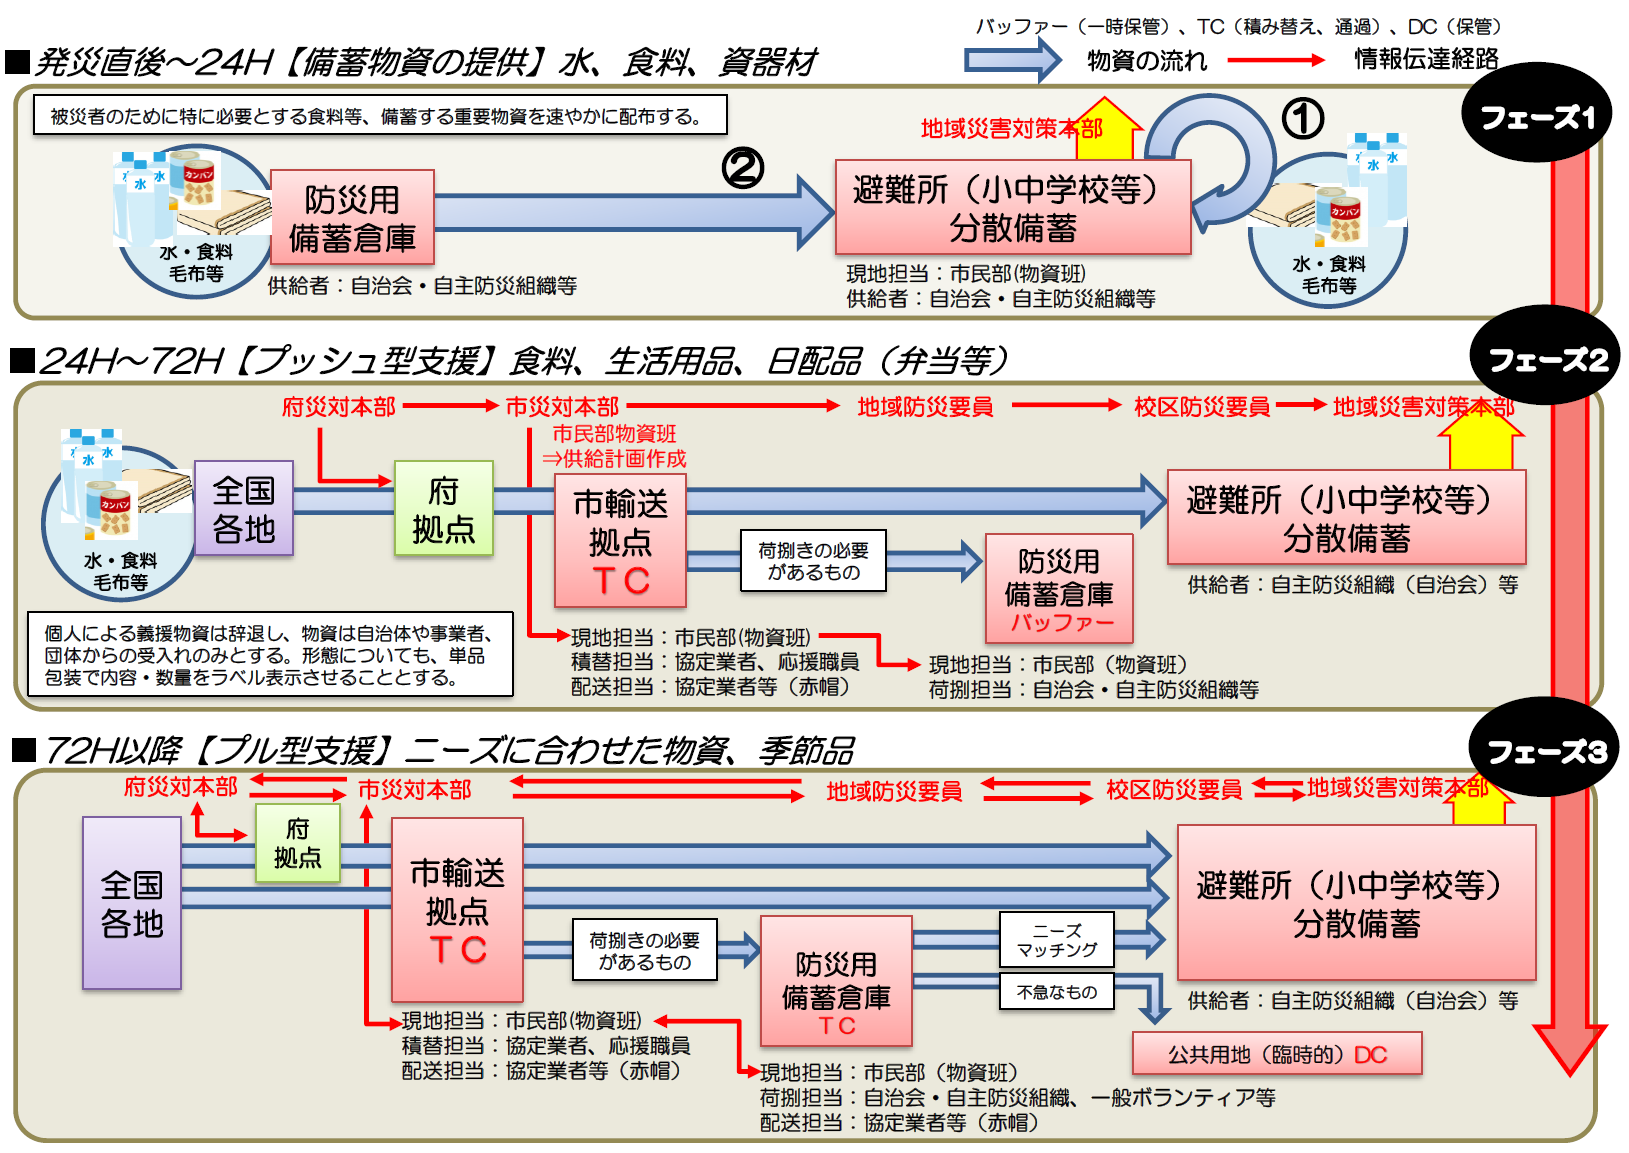 バッファー（一時保管）、TC（積み替え、通過）、DC（保管）
物資の流れ
情報伝達経路
■発災直後～24H【備蓄物資の提供】水、食料、資器材
フェーズ1
被災者のために特に必要とする食料等、備蓄する重要物資を速やかに配布する。
水
水
水
カンパン
水・食料
毛布等
防災用
備蓄倉庫
供給者：自治会・自主防災組織等
②
地域災害対策本部
避難所（小中学校等）
分散備蓄
現地担当：市民部(物資班)
供給者：自治会・自主防災組織等
①
水
水
水
カンパン
水・食料
毛布等
■24H～72H【プッシュ型支援】食料、生活用品、日配品（弁当等）
フェーズ2
府災対本部
市災対本部
地域防災要員
校区防災要員
地域災害対策本部
市民部物資班
⇒供給計画作成
水
水
水
カンパン
水・食料
毛布等
全国
各地
府
拠点
市輸送
拠点
TC
荷捌きの必要
があるもの
防災用
備蓄倉庫
バッファー
避難所（小中学校等）
分散備蓄
供給者：自主防災組織（自治会）等
個人による義援物資は辞退し、物資は自治体や事業者、
団体からの受入れのみとする。形態についても、単品
包装で内容・数量をラベル表示させることとする。
現地担当：市民部(物資班)
積替担当：協定業者、応援職員
配送担当：協定業者等（赤帽）
現地担当：市民部（物資班）
荷捌担当：自治会・自主防災組織等
■72H以降【プル型支援】ニーズに合わせた物資、季節品
フェーズ3
府災対本部
市災対本部
地域防災要員
校区防災要員
地域災害対策本部
全国
各地
府
拠点
市輸送
拠点
TC
荷捌きの必要
があるもの
防災用
備蓄倉庫
TC
ニーズ
マッチング
不急なもの
避難所（小中学校等）
分散備蓄
供給者：自主防災組織（自治会）等
公共用地（臨時的）DC
現地担当：市民部(物資班)
積替担当：協定業者、応援職員
配送担当：協定業者等（赤帽）
現地担当：市民部（物資班）
荷捌担当：自治会・自主防災組織、一般ボランティア等
配送担当：協定業者等（赤帽）